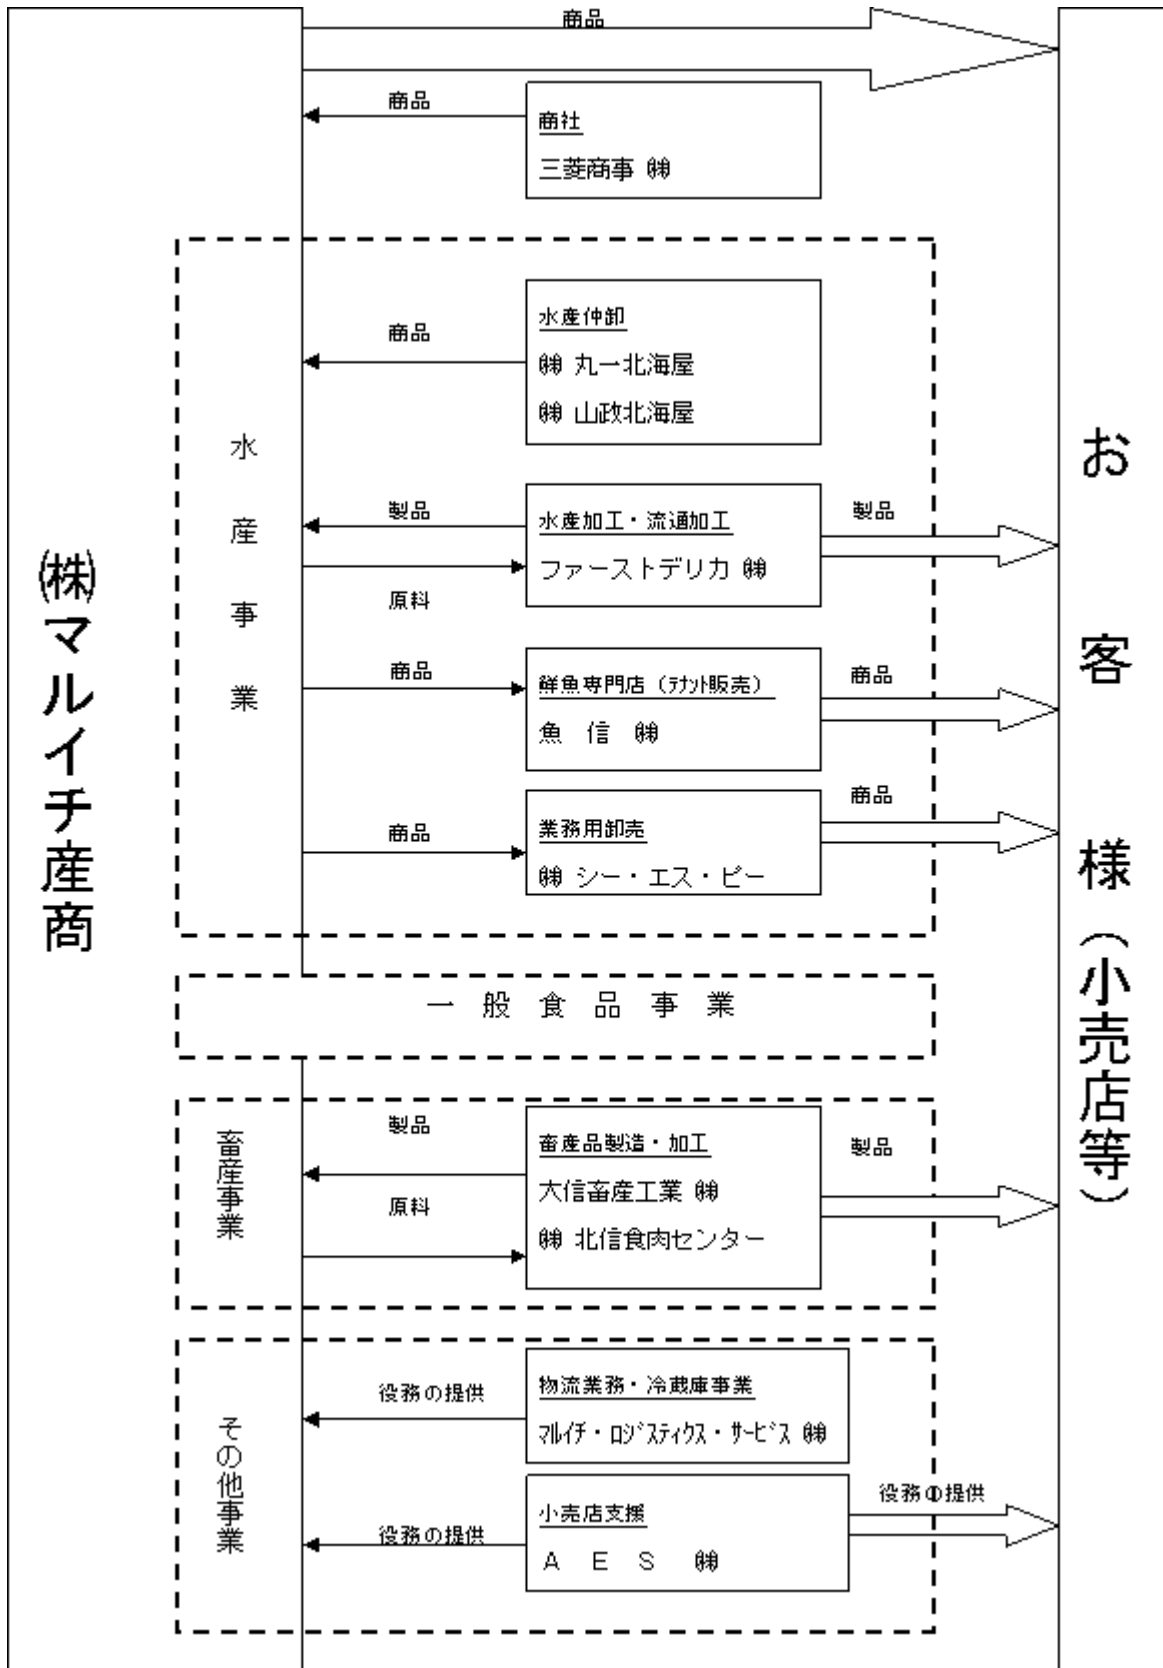 商品
商品
商社
三菱商事 ㈱
㈱マルイチ産商
お客様（小売店等）
水産事業
商品
水産仲卸
㈱ 丸一北海屋
㈱ 山政北海屋
製品
原料
水産加工・流通加工
ファーストデリカ ㈱
製品
商品
鮮魚専門店（ﾃﾅﾝﾄ販売）
魚 信 ㈱
商品
商品
業務用卸売
㈱ シー・エス・ピー
商品
一 般 食 品 事 業
畜産事業
製品
原料
畜産品製造・加工
大信畜産工業 ㈱
㈱ 北信食肉センター
製品
その他事業
役務の提供
物流業務・冷蔵庫事業
ﾏﾙｲﾁ・ﾛｼﾞｽﾃｨｸｽ・ｻｰﾋﾞｽ ㈱
役務の提供
小売店支援
Ａ Ｅ Ｓ ㈱
役務の提供